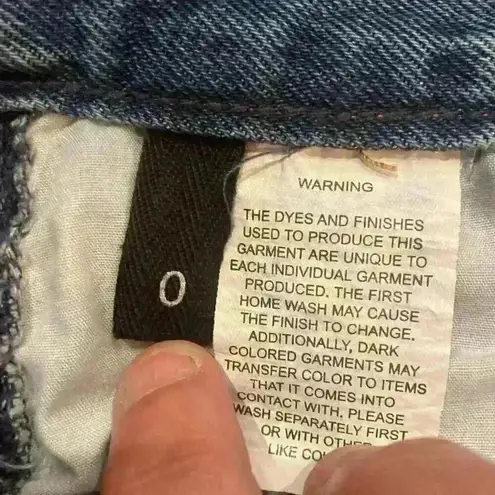 0
WARNING
THE DYES AND FINISHES
USED TO PRODUCE THIS
GARMENT ARE UNIQUE TO
EACH INDIVIDUAL GARMENT
PRODUCED. THE FIRST
HOME WASH MAY CAUSE
THE FINISH TO CHANGE.
ADDITIONALLY, DARK
COLORED GARMENTS MAY
TRANSFER COLOR TO ITEMS
THAT IT COMES INTO
CONTACT WITH. PLEASE
WASH SEPARATELY FIRST
OR WITH
LIKE